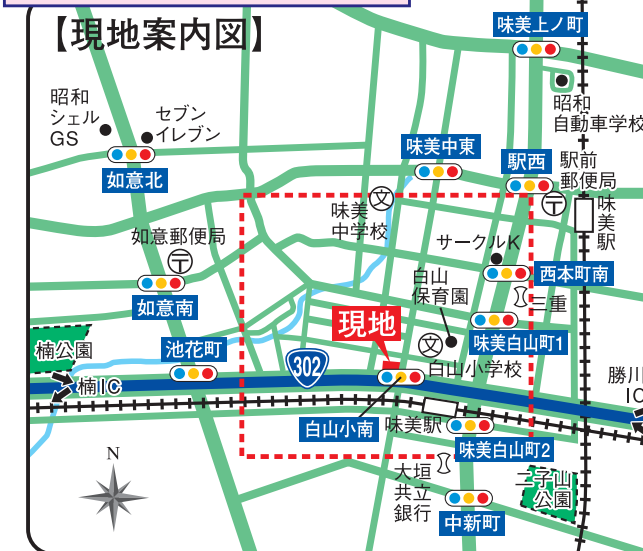 【現地案内図】
味美上ノ町
昭和
シェル
GS
セブン
イレブン
昭和
自動車学校
如意北
味美中東
駅西
駅前
郵便局
〒
味美駅
文
味美
中学校
如意郵便局
〒
サークルK
西本町南
如意南
白山
保育園
三重
現地
味美白山町1
楠公園
池花町
文
白山小学校
302
楠IC
勝川
IC
白山小南
味美駅
味美白山町2
N
大垣
共立
銀行
二子山
公園
中新町